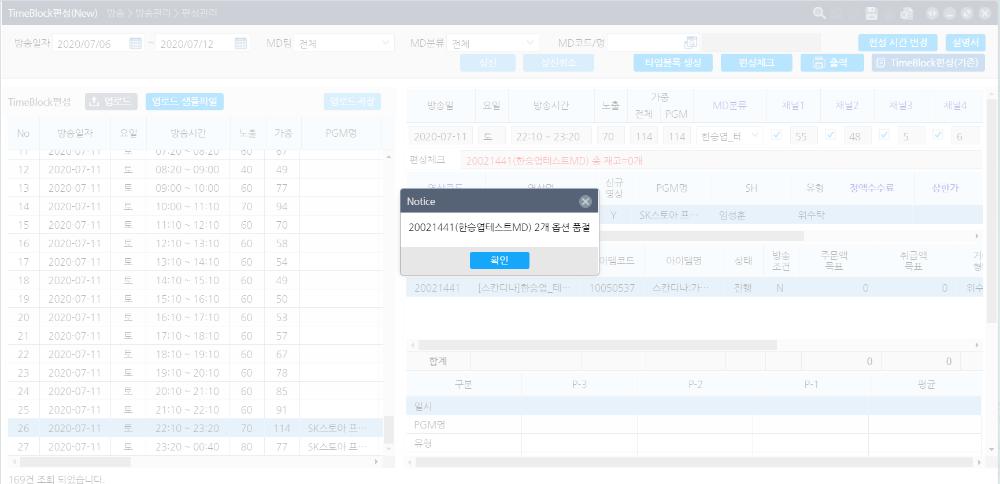 TimeBlock편성(New) - 방송 > 방송관리 > 편성관리
방송일자 2020/07/06 ~ 2020/07/12 MD팀 전체 MD분류 전체 MD코드/명 편성 시간 변경 설명서
상신 상신취소 타임블록 생성 편성체크 출력 TimeBlock편성(기존)
TimeBlock편성 업로드 업로드 샘플파일 업로드저장
No 방송일자 요일 방송시간 노출 가중 PGM명
11 2020-07-11 토 07:20 ~ 08:20 60 67
12 2020-07-11 토 08:20 ~ 09:00 40 49
13 2020-07-11 토 09:00 ~ 10:00 60 77
14 2020-07-11 토 10:00 ~ 11:10 70 94
15 2020-07-11 토 11:10 ~ 12:10 60 70
16 2020-07-11 토 12:10 ~ 13:10 60 58
17 2020-07-11 토 13:10 ~ 14:10 60 54
18 2020-07-11 토 14:10 ~ 15:10 60 49
19 2020-07-11 토 15:10 ~ 16:10 60 50
20 2020-07-11 토 16:10 ~ 17:10 60 53
21 2020-07-11 토 17:10 ~ 18:10 60 57
22 2020-07-11 토 18:10 ~ 19:10 60 67
23 2020-07-11 토 19:10 ~ 20:10 60 78
24 2020-07-11 토 20:10 ~ 21:10 60 85
25 2020-07-11 토 21:10 ~ 22:10 60 91
26 2020-07-11 토 22:10 ~ 23:20 70 114 SK스토아 프…
27 2020-07-11 토 23:20 ~ 00:40 80 77 SK스토아 프…
169건 조회 되었습니다.
방송일 요일 방송시간 노출 가중 MD분류 채널1 채널2 채널3 채널4
전체 PGM
2020-07-11 토 22:10 ~ 23:20 70 114 114 한승엽_테 55 48 5 6
편성체크 20021441(한승엽테스트MD) 총 재고=0개
영상코드 영상명 신규 영상 PGM명 SH 유형 정액수수료 상한가
Y SK스토아 프… 임성훈 위수탁
Notice
20021441(한승엽테스트MD) 2개 옵션 품절
확인
이템코드 아이템명 상태 방송 조건 주문액 목표 취급액 목표
20021441 [스칸디나]한승엽_테… 10050537 스칸디나:가… 진행 N 0 0 위수
합계 0 0
구분 P-3 P-2 P-1 평균
일시
PGM명
유형